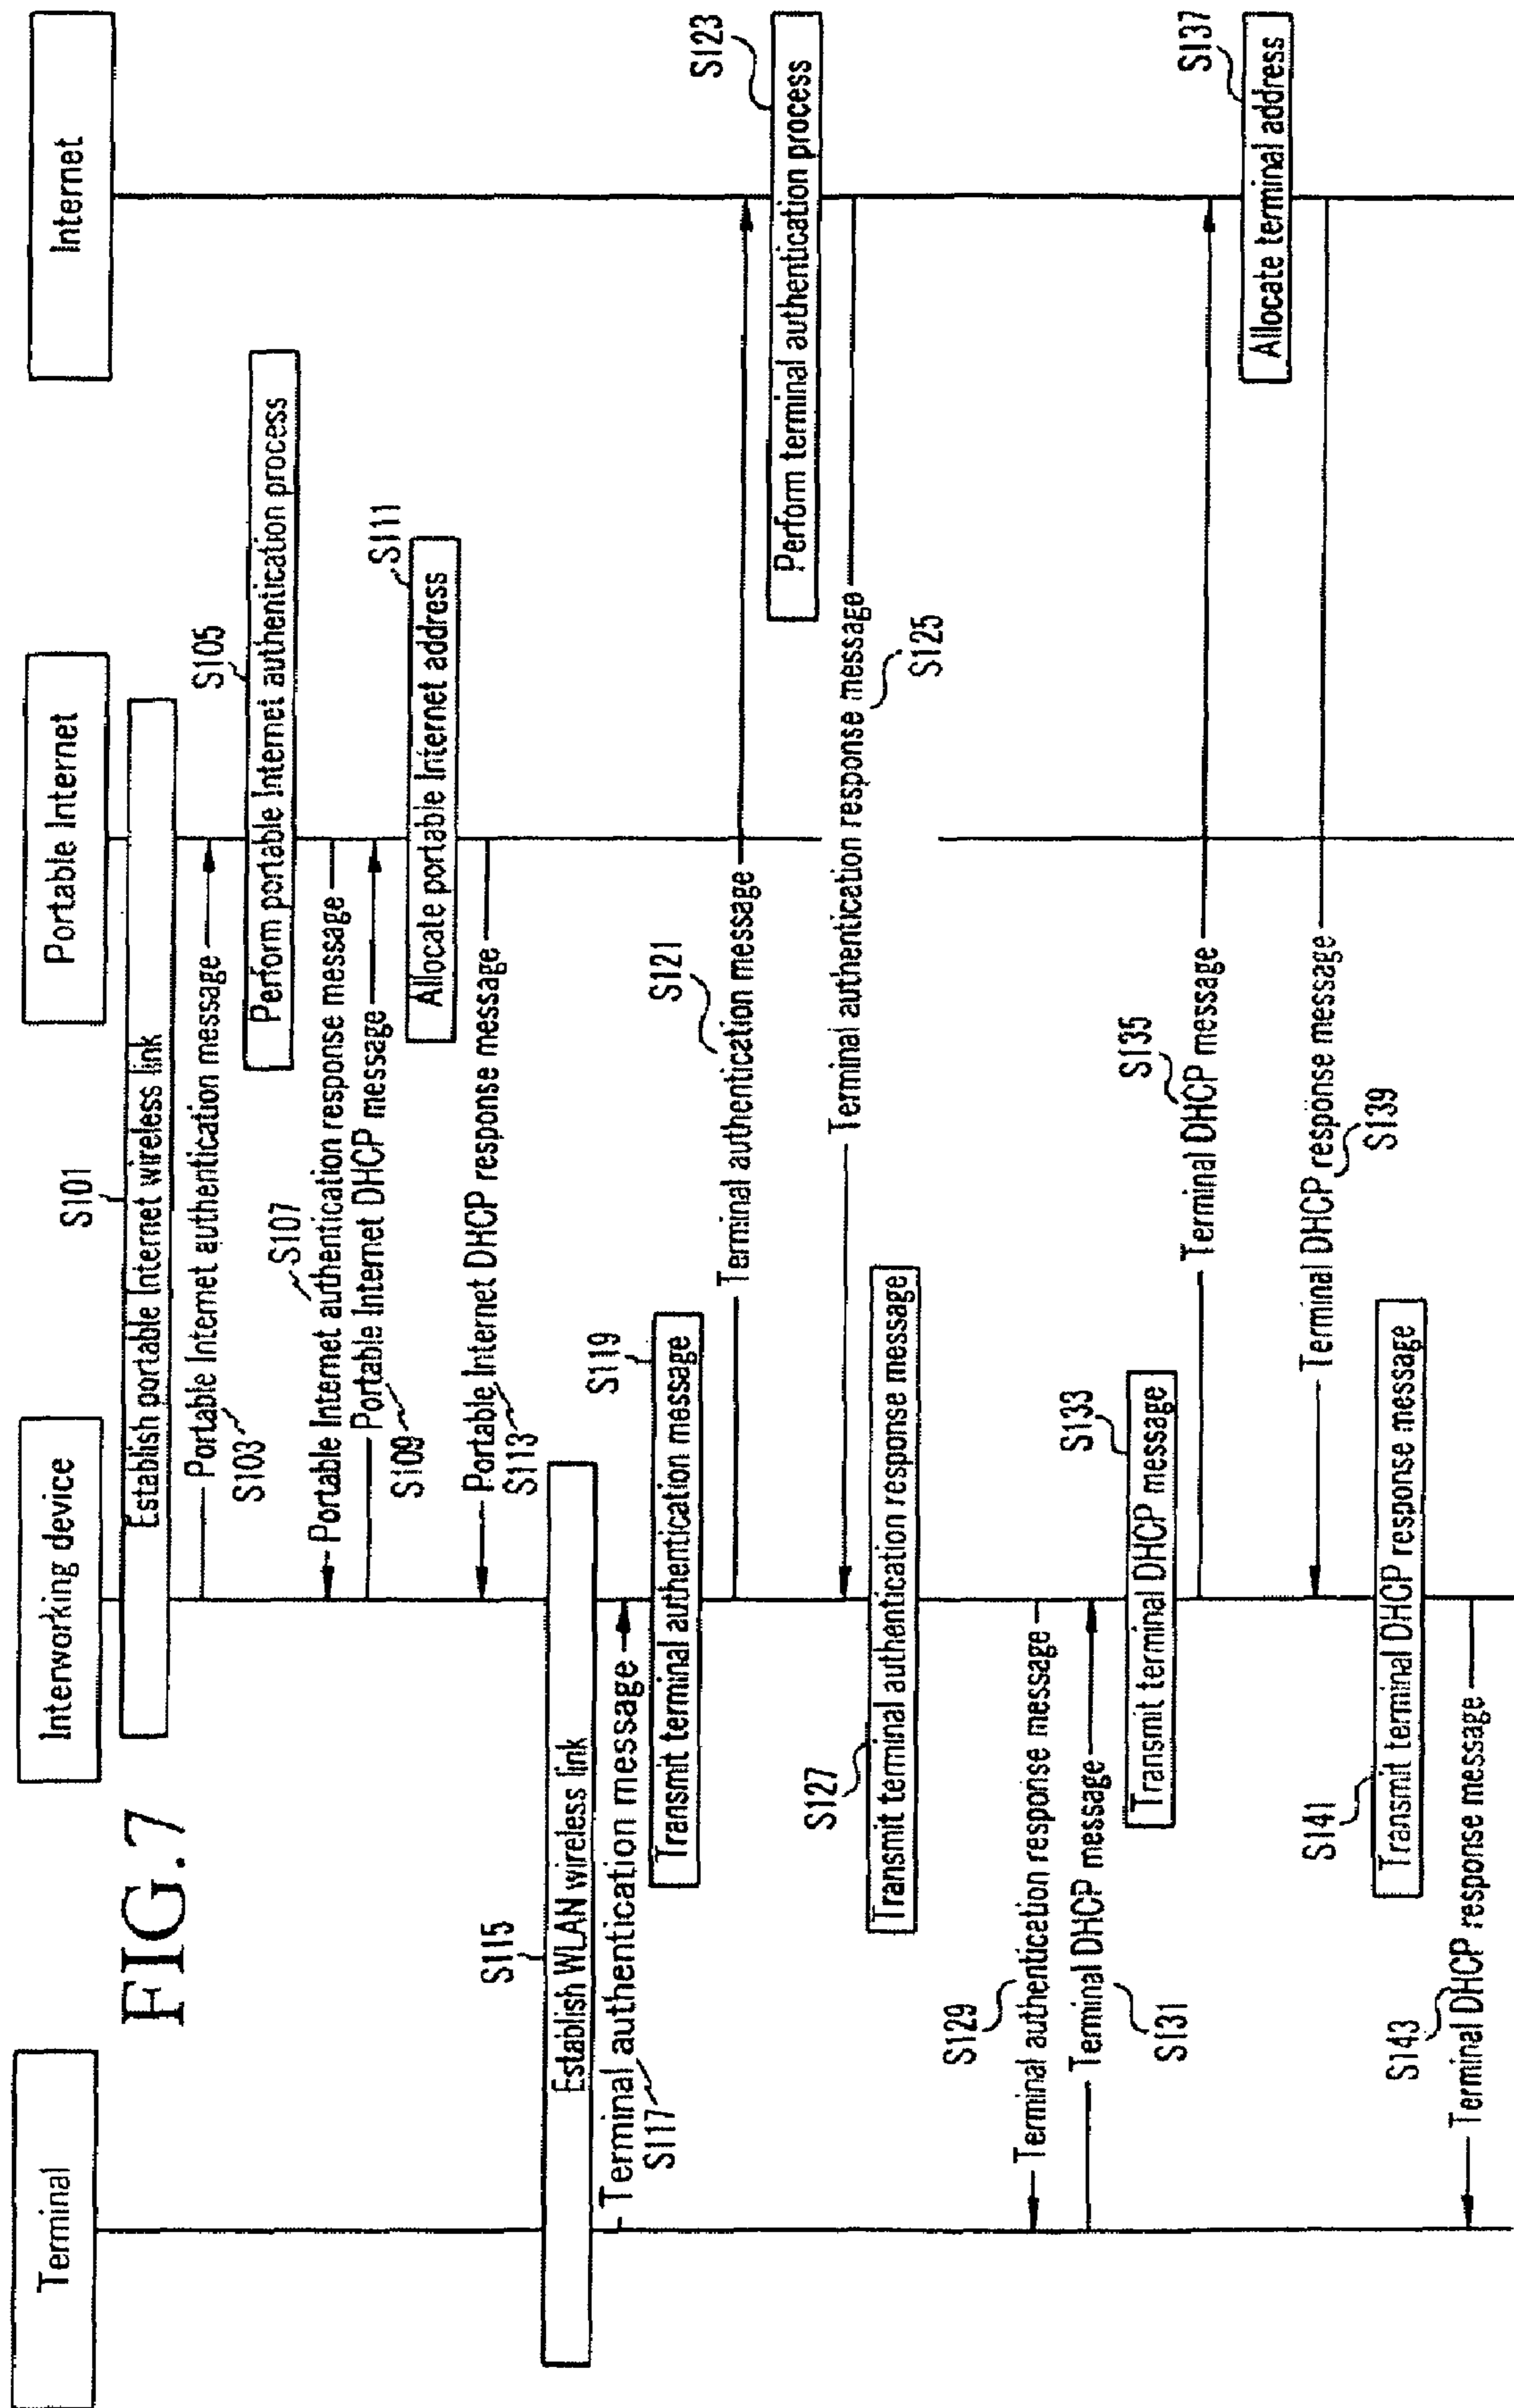 FIG.7
Terminal
Interworking device
Portable Internet
Internet
S101
Establish portable Internet wireless link
Portable Internet authentication message
S103
S105
Perform portable Internet authentication process
S107
Portable Internet authentication response message
Portable Internet DHCP message
S109
S111
Allocate portable Internet address
Portable Internet DHCP response message
S113
S115
Establish WLAN wireless link
Terminal authentication message
S117
S119
Transmit terminal authentication message
S121
Terminal authentication message
S123
Perform terminal authentication process
Terminal authentication response message
S125
S127
Transmit terminal authentication response message
S129
Terminal authentication response message
Terminal DHCP message
S131
S133
Transmit terminal DHCP message
S135
Terminal DHCP message
S137
Allocate terminal address
Terminal DHCP response message
S139
S141
Transmit terminal DHCP response message
S143
Terminal DHCP response message